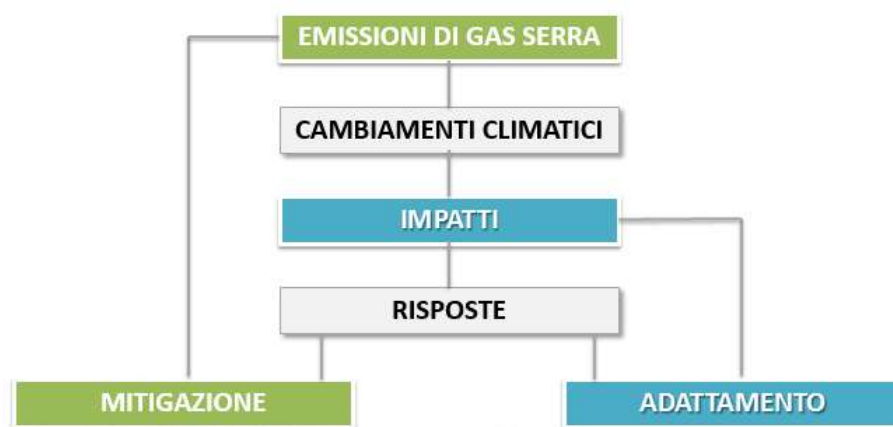 EMISSIONI DI GAS SERRA
CAMBIAMENTI CLIMATICI
IMPATTI
RISPOSTE
MITIGAZIONE
ADATTAMENTO